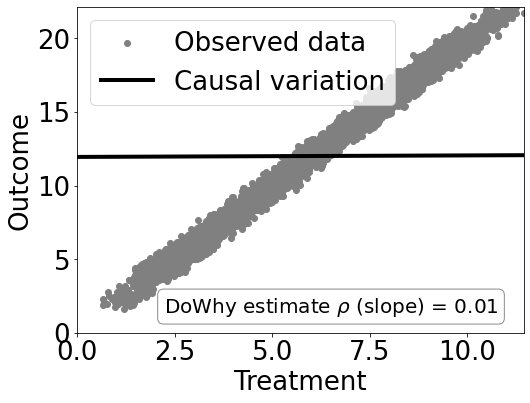 Observed data
Causal variation
20
15
10
5
0
Outcome
DoWhy estimate ρ (slope) = 0.01
0.0 2.5 5.0 7.5 10.0
Treatment